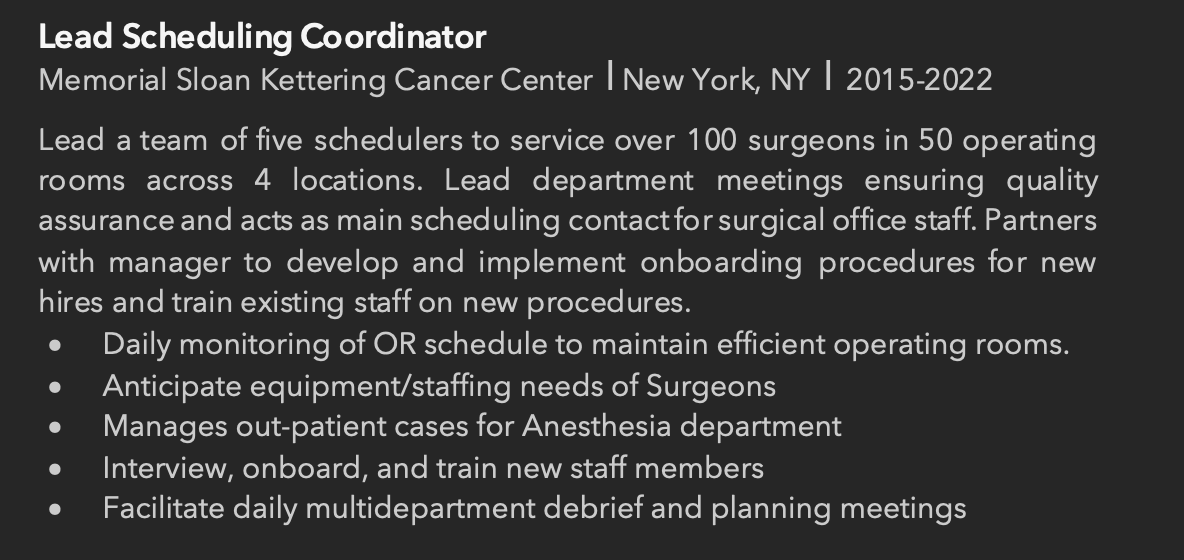 Lead Scheduling Coordinator
Memorial Sloan Kettering Cancer Center | New York, NY | 2015-2022
Lead a team of five schedulers to service over 100 surgeons in 50 operating
rooms across 4 locations. Lead department meetings ensuring quality
assurance and acts as main scheduling contact for surgical office staff. Partners
with manager to develop and implement onboarding procedures for new
hires and train existing staff on new procedures.
• Daily monitoring of OR schedule to maintain efficient operating rooms.
• Anticipate equipment/staffing needs of Surgeons
• Manages out-patient cases for Anesthesia department
• Interview, onboard, and train new staff members
• Facilitate daily multidepartment debrief and planning meetings